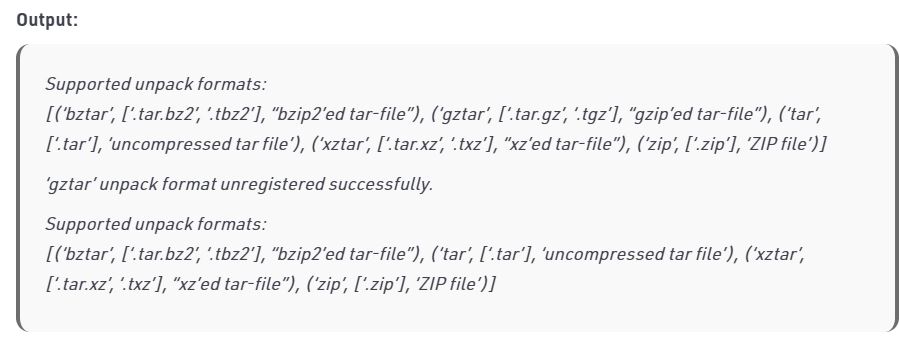 Output:
Supported unpack formats:
[(‘bztar’, [‘.tar.bz2’, ‘.tbz2’], “bzip2’ed tar-file”), (‘gztar’, [‘.tar.gz’, ‘.tgz’], “gzip’ed tar-file”), (‘tar’,
[‘.tar’], ‘uncompressed tar file’), (‘xztar’, [‘.tar.xz’, ‘.txz’], “xz’ed tar-file”), (‘zip’, [‘.zip’], ‘ZIP file’)]
‘gztar’ unpack format unregistered successfully.
Supported unpack formats:
[(‘bztar’, [‘.tar.bz2’, ‘.tbz2’], “bzip2’ed tar-file”), (‘tar’, [‘.tar’], ‘uncompressed tar file’), (‘xztar’,
[‘.tar.xz’, ‘.txz’], “xz’ed tar-file”), (‘zip’, [‘.zip’], ‘ZIP file’)]